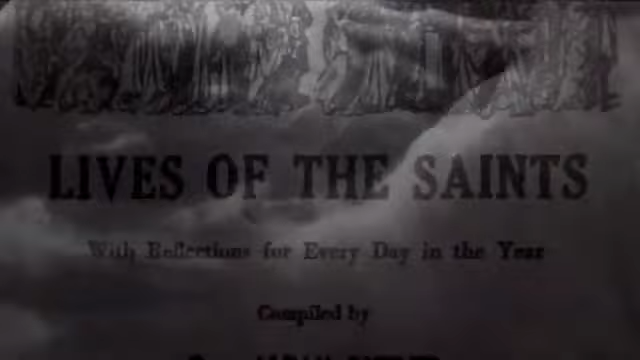 LIVES OF THE SAINTS
With Reflections for Every Day in the Year
Compiled by